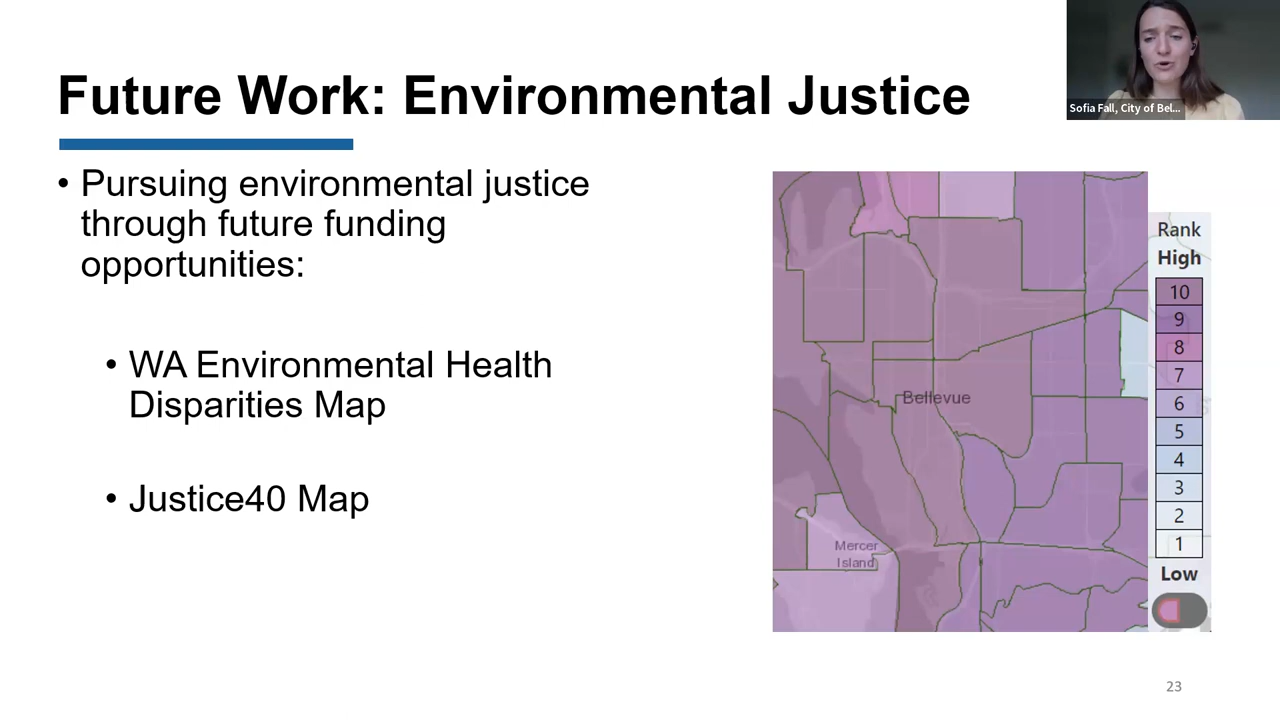 Future Work: Environmental Justice
Sofia Fall, City of Bel...
• Pursuing environmental justice
through future funding
opportunities:
• WA Environmental Health
Disparities Map
• Justice40 Map
Bellevue
Mercer
Island
Rank
High
10
9
8
7
6
5
4
3
2
1
Low
23